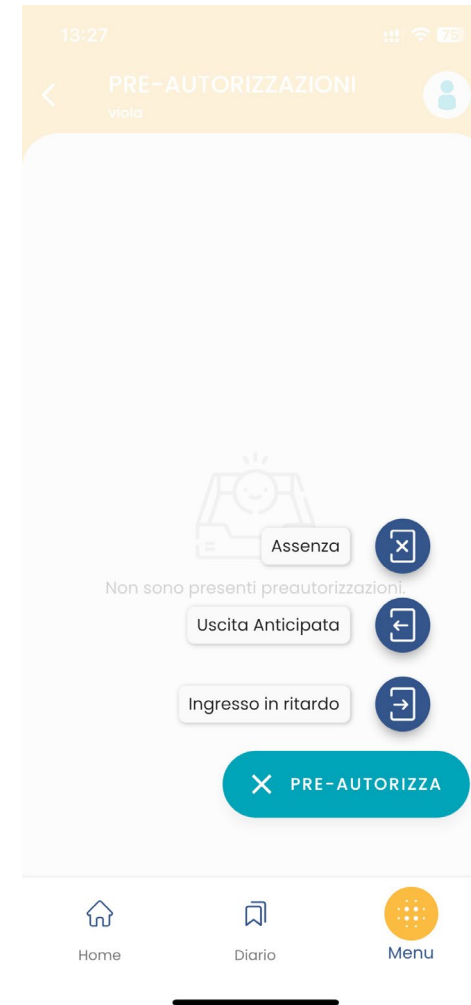 13:27
75
PRE-AUTORIZZAZIONI
viola
Assenza
Non sono presenti preautorizzazioni.
Uscita Anticipata
Ingresso in ritardo
PRE-AUTORIZZA
Home
Diario
Menu